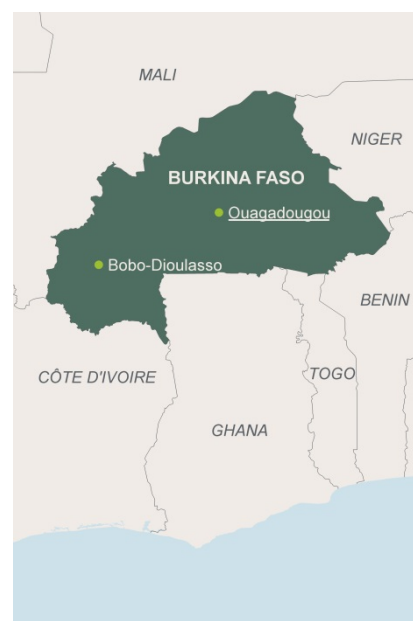 MALI
NIGER
BURKINA FASO
Ouagadougou
Bobo-Dioulasso
BENIN
CÔTE D'IVOIRE
TOGO
GHANA